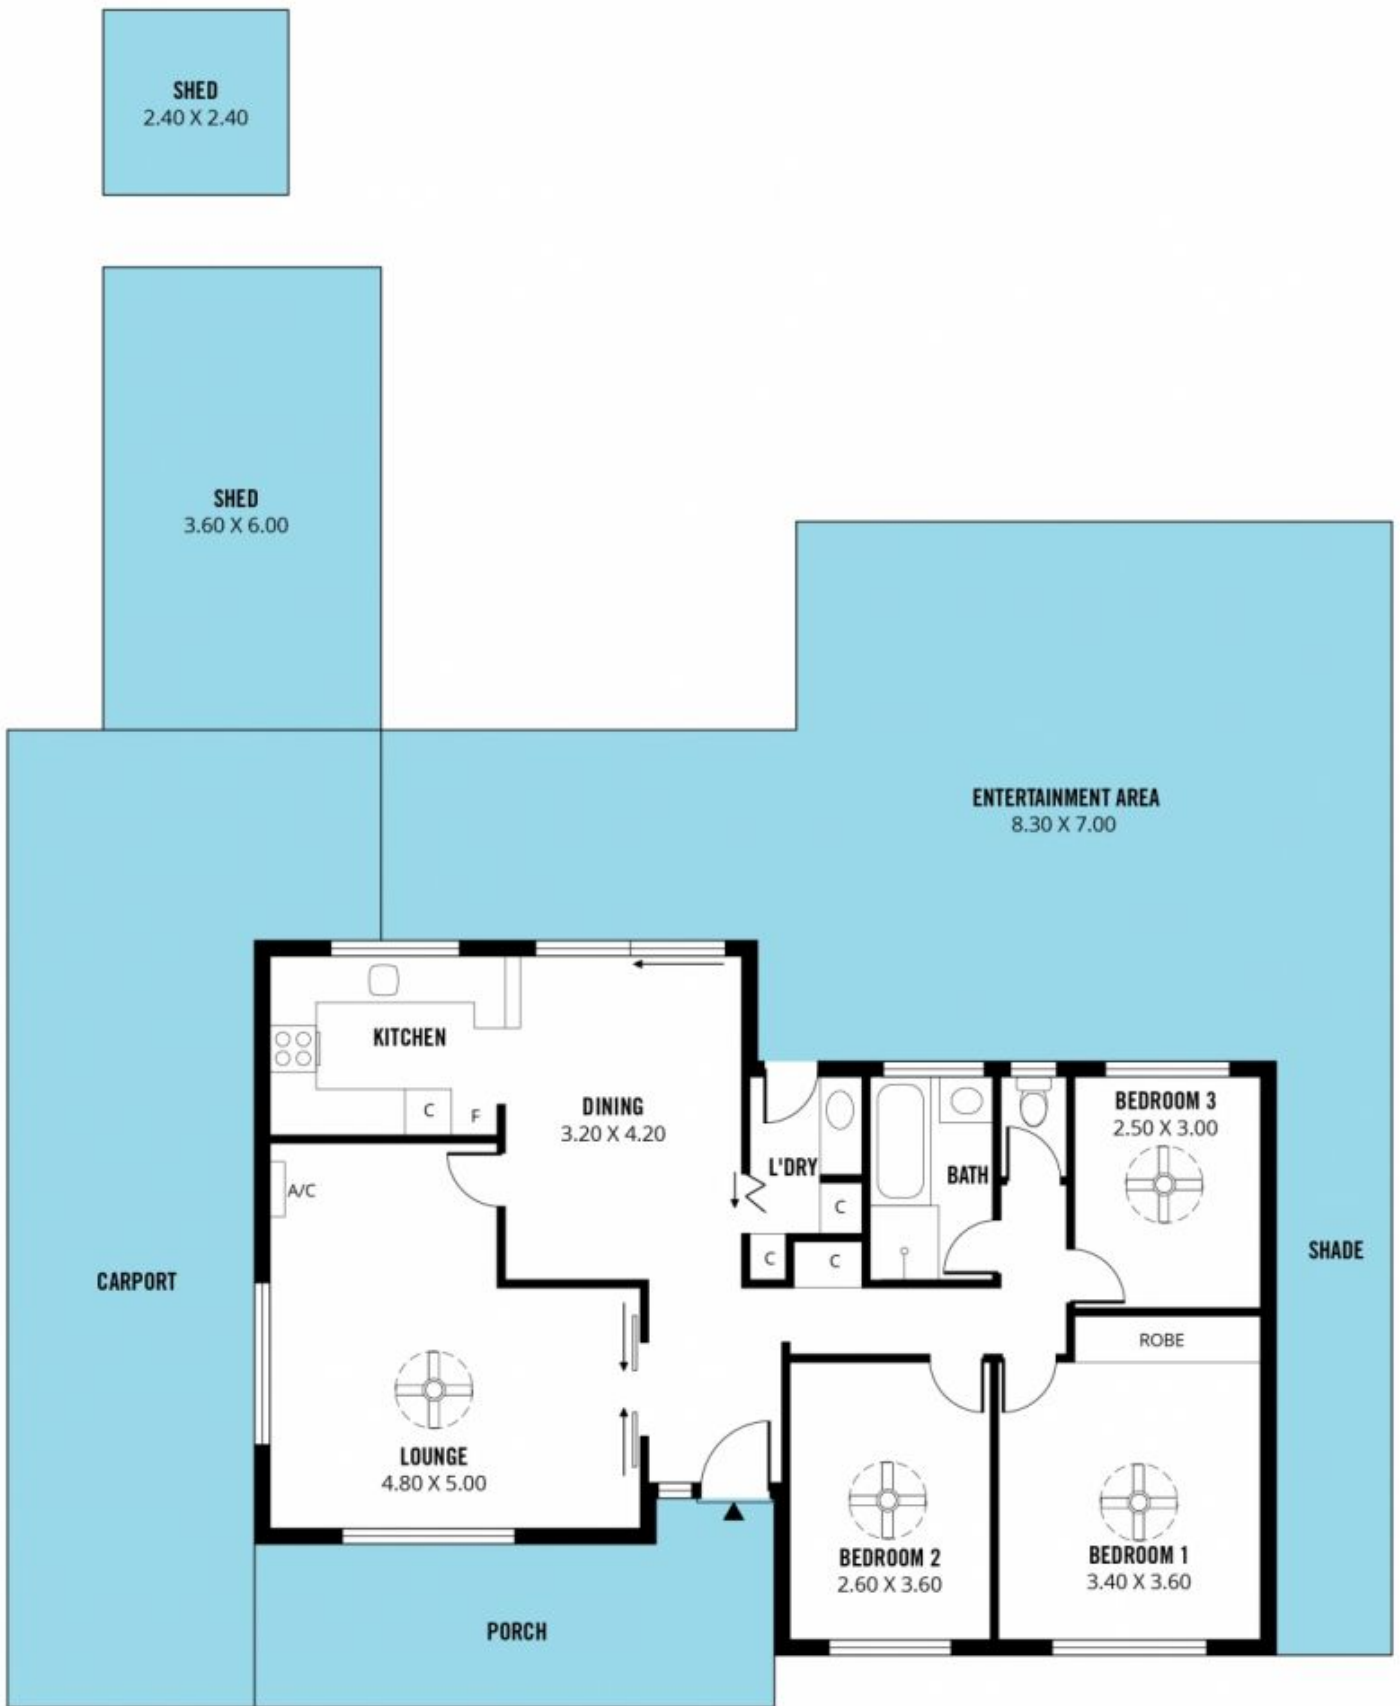 SHED
2.40 X 2.40
SHED
3.60 X 6.00
ENTERTAINMENT AREA
8.30 X 7.00
KITCHEN
C
F
DINING
3.20 X 4.20
L'DRY
BATH
BEDROOM 3
2.50 X 3.00
A/C
C
C
C
SHADE
CARPORT
ROBE
LOUNGE
4.80 X 5.00
BEDROOM 2
2.60 X 3.60
BEDROOM 1
3.40 X 3.60
PORCH